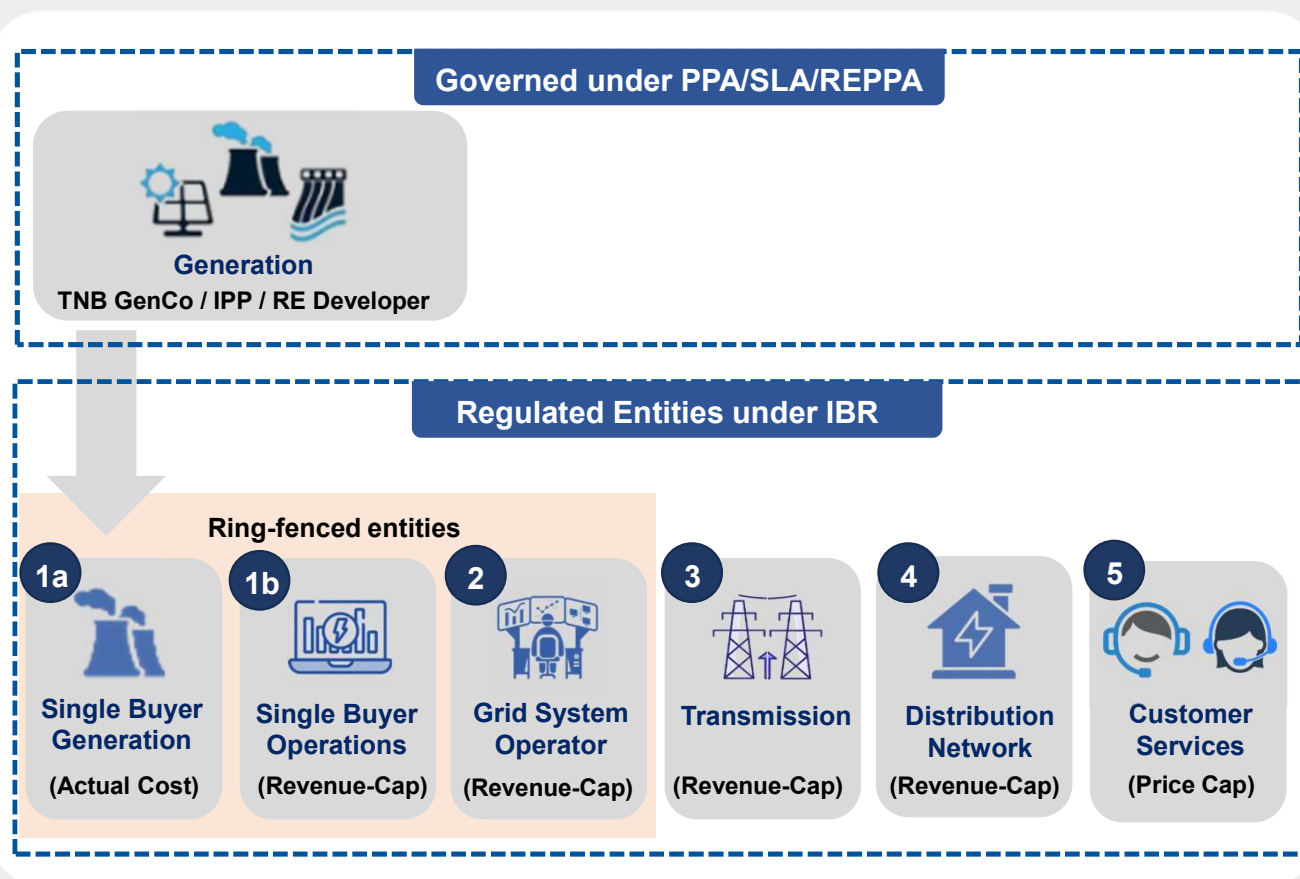 Governed under PPA/SLA/REPPA
Generation
TNB GenCo / IPP / RE Developer
Regulated Entities under IBR
Ring-fenced entities
1a
Single Buyer
Generation
(Actual Cost)
1b
Single Buyer
Operations
(Revenue-Cap)
2
Grid System
Operator
(Revenue-Cap)
3
Transmission
(Revenue-Cap)
4
Distribution
Network
(Revenue-Cap)
5
Customer
Services
(Price Cap)